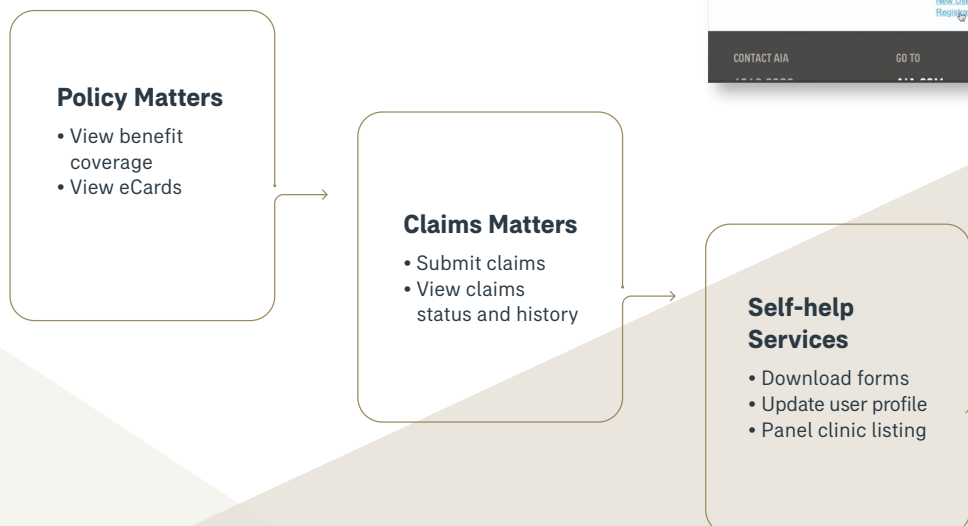 CONTACT AIA
GO TO
Policy Matters
• View benefit
coverage
• View eCards
Claims Matters
• Submit claims
• View claims
status and history
Self-help
Services
• Download forms
• Update user profile
• Panel clinic listing